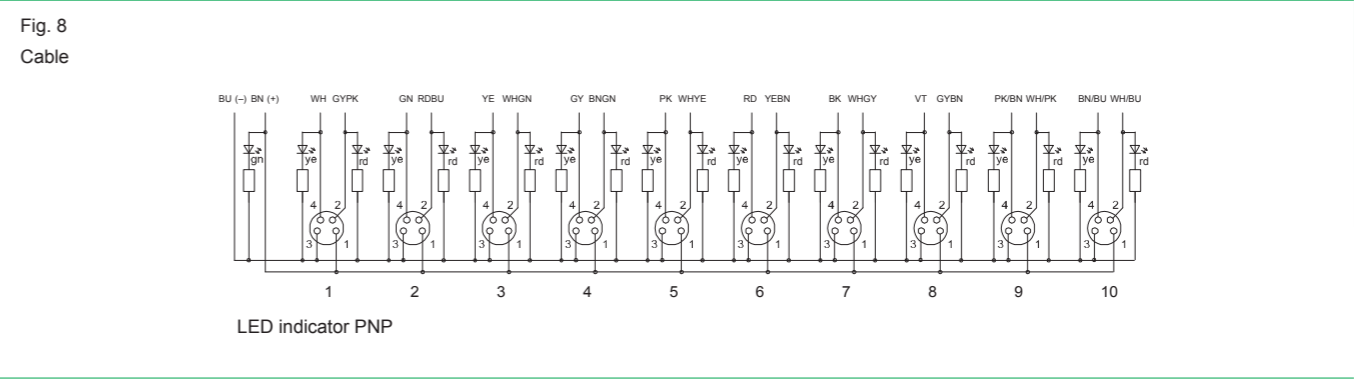 Fig. 8
Cable
BU (–) BN (+) WH GYPK GN RDBU YE WHGN GY BNGN PK WHYE RD YEBN BK WHGY VT GYBN PK/BN WH/PK BN/BU WH/BU
gn ye rd ye rd ye rd ye rd ye rd ye rd ye rd ye rd ye rd ye rd
4 2 4 2 4 2 4 2 4 2 4 2 4 2 4 2 4 2 4 2
3 1 3 1 3 1 3 1 3 1 3 1 3 1 3 1 3 1 3 1
1 2 3 4 5 6 7 8 9 10
LED indicator PNP